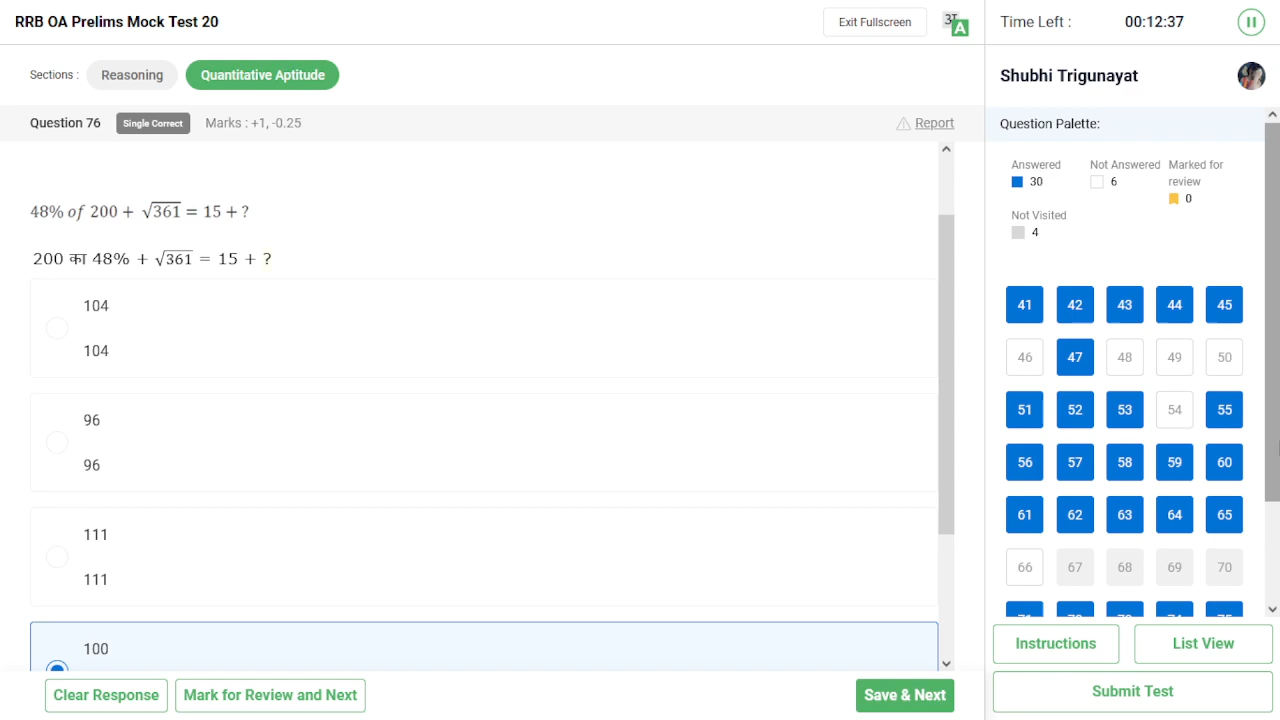 RRB OA Prelims Mock Test 20
Exit Fullscreen
Time Left :
00:12:37
Sections :
Reasoning
Quantitative Aptitude
Shubhi Trigunayat
Question 76
Single Correct
Marks : +1, -0.25
Report
Question Palette:
Answered
30
Not Answered
6
Marked for review
0
Not Visited
4
48% of 200 + √361 = 15 + ?
200 का 48% + √361 = 15 + ?
104
104
96
96
111
111
100
41 42 43 44 45
46 47 48 49 50
51 52 53 54 55
56 57 58 59 60
61 62 63 64 65
66 67 68 69 70
Instructions
List View
Clear Response
Mark for Review and Next
Save & Next
Submit Test